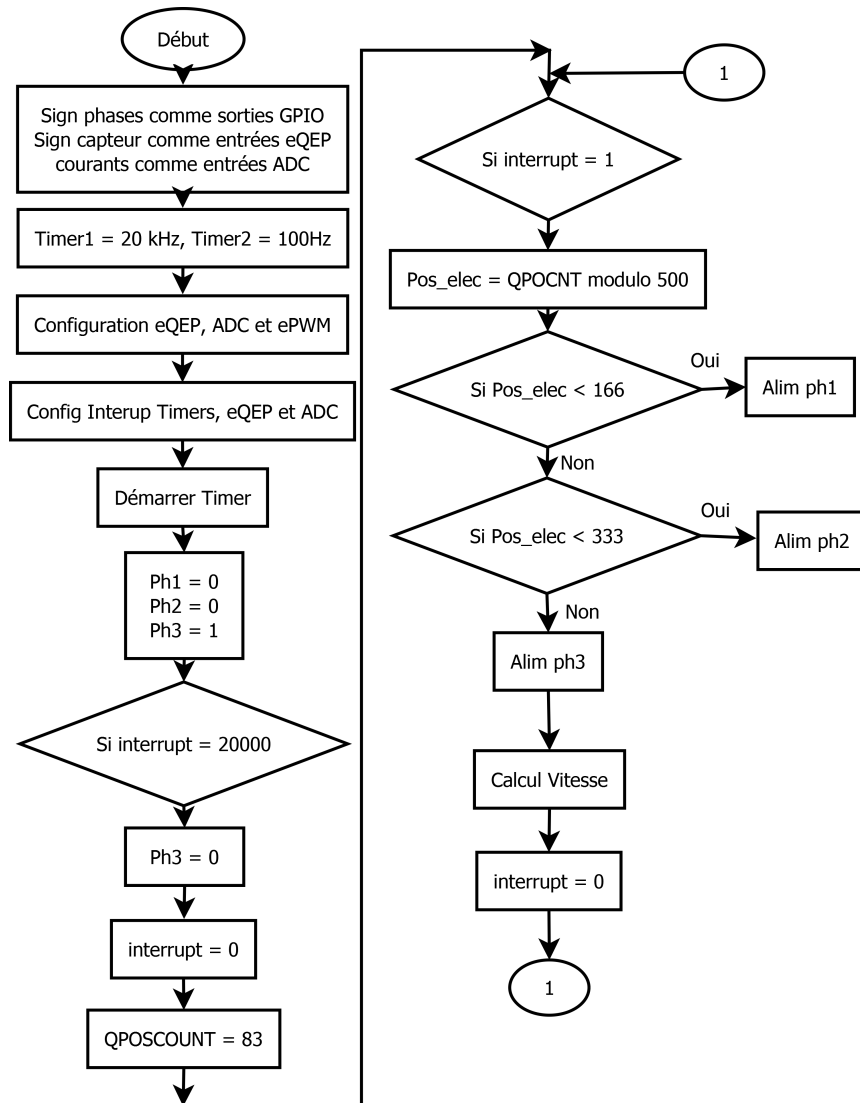 Début
Sign phases comme sorties GPIO
Sign capteur comme entrées eQEP
courants comme entrées ADC
Timer1 = 20 kHz, Timer2 = 100Hz
Configuration eQEP, ADC et ePWM
Config Interup Timers, eQEP et ADC
Démarrer Timer
Ph1 = 0
Ph2 = 0
Ph3 = 1
Si interrupt = 20000
Ph3 = 0
interrupt = 0
QPOSCOUNT = 83
1
Si interrupt = 1
Pos_elec = QPOCNT modulo 500
Si Pos_elec < 166
Oui
Alim ph1
Non
Si Pos_elec < 333
Oui
Alim ph2
Non
Alim ph3
Calcul Vitesse
interrupt = 0
1